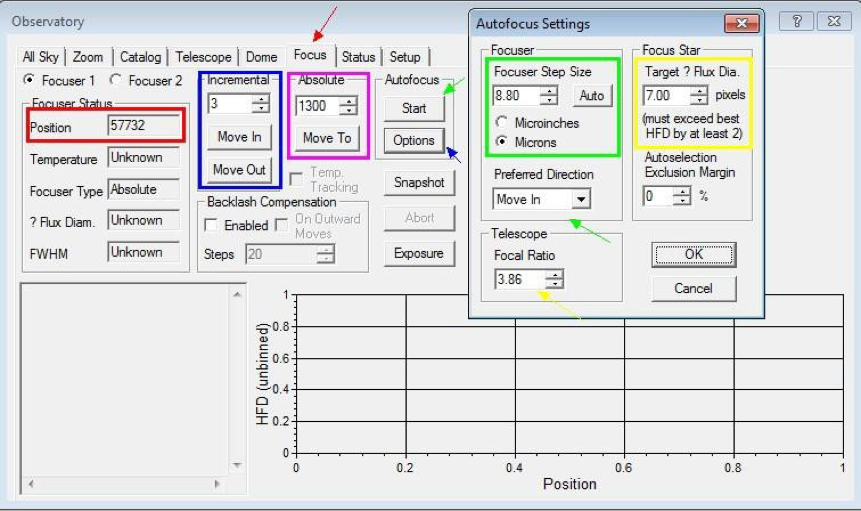 Observatory
All Sky
Zoom
Catalog
Telescope
Dome
Focus
Status
Setup
Focuser 1
Focuser 2
Focuser Status
Position
57732
Temperature
Unknown
Focuser Type
Absolute
? Flux Diam.
Unknown
FWHM
Unknown
Incremental
3
Move In
Move Out
Absolute
1300
Move To
Temp.
Tracking
Backlash Compensation
Enabled
On Outward
Moves
Steps
20
Autofocus
Start
Options
Snapshot
Abort
Exposure
Autofocus Settings
Focuser
Focuser Step Size
8.80
Auto
Microinches
Microns
Preferred Direction
Move In
Telescope
Focal Ratio
3.86
Focus Star
Target ? Flux Dia.
7.00 pixels
(must exceed best
HFD by at least 2)
Autoselection
Exclusion Margin
0 %
OK
Cancel
HFD (unbinned)
1
0.8
0.6
0.4
0.2
0
0
0.2
0.4
0.6
0.8
1
Position